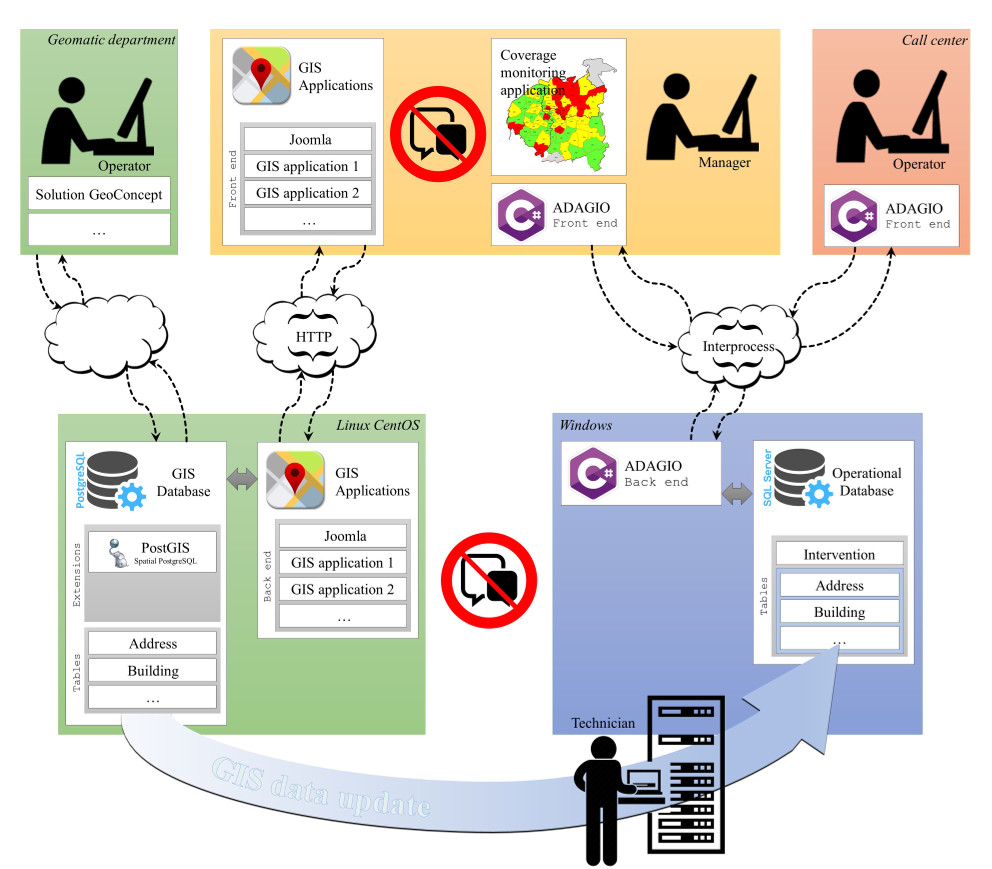 Geomatic department
Operator
Solution GeoConcept
…
GIS
Applications
Front end
Joomla
GIS application 1
GIS application 2
…
Coverage
monitoring
application
C#
ADAGIO
Front end
Manager
Call center
Operator
C#
ADAGIO
Front end
HTTP
Interprocess
Linux CentOS
PostgreSQL
GIS
Database
Extensions
PostGIS
Spatial PostgreSQL
Tables
Address
Building
…
GIS
Applications
Back end
Joomla
GIS application 1
GIS application 2
…
Windows
C#
ADAGIO
Back end
SQL Server
Operational
Database
Tables
Intervention
Address
Building
…
Technician
GIS data update